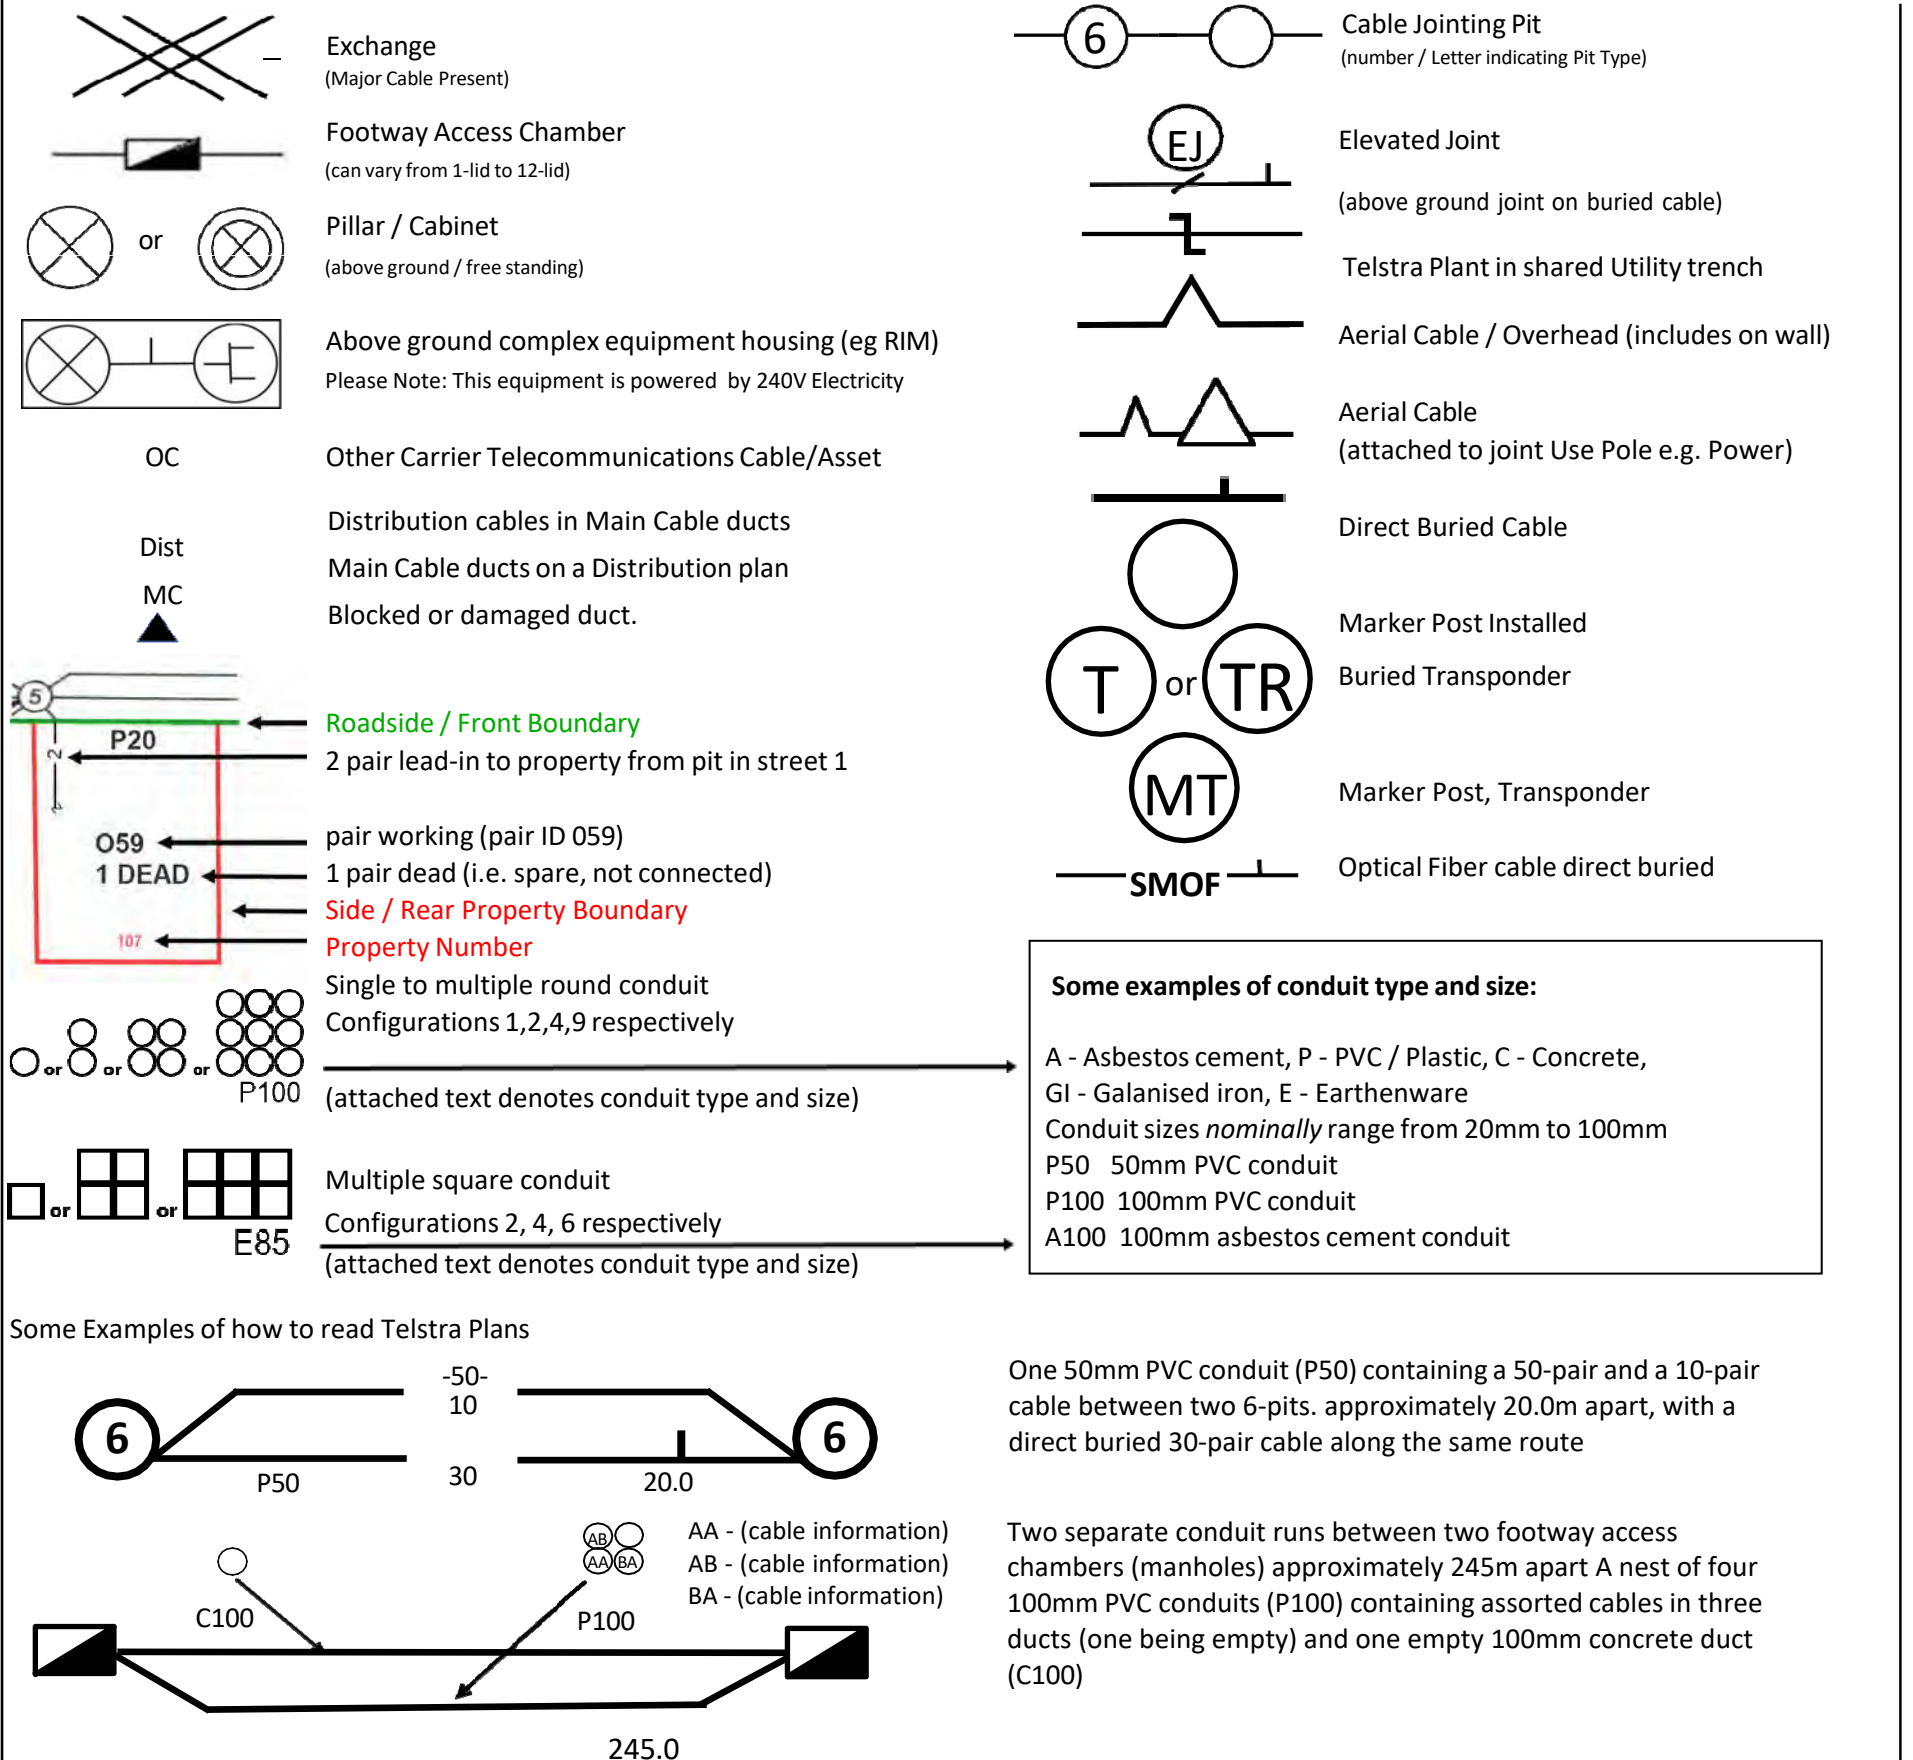 Exchange
(Major Cable Present)
Footway Access Chamber
(can vary from 1-lid to 12-lid)
or
Pillar / Cabinet
(above ground / free standing)
Above ground complex equipment housing (eg RIM)
Please Note: This equipment is powered by 240V Electricity
OC
Other Carrier Telecommunications Cable/Asset
Distribution cables in Main Cable ducts
Dist
Main Cable ducts on a Distribution plan
MC
Blocked or damaged duct.
5
Roadside / Front Boundary
P20
2
2 pair lead-in to property from pit in street 1
O59
pair working (pair ID 059)
1 DEAD
1 pair dead (i.e. spare, not connected)
Side / Rear Property Boundary
107
Property Number
Single to multiple round conduit
Configurations 1,2,4,9 respectively
or or or
P100
(attached text denotes conduit type and size)
Multiple square conduit
or or
Configurations 2, 4, 6 respectively
E85
(attached text denotes conduit type and size)
6
Cable Jointing Pit
(number / Letter indicating Pit Type)
EJ
Elevated Joint
(above ground joint on buried cable)
Telstra Plant in shared Utility trench
Aerial Cable / Overhead (includes on wall)
Aerial Cable
(attached to joint Use Pole e.g. Power)
Direct Buried Cable
Marker Post Installed
T or TR
Buried Transponder
MT
Marker Post, Transponder
SMOF
Optical Fiber cable direct buried
Some examples of conduit type and size:
A - Asbestos cement, P - PVC / Plastic, C - Concrete,
GI - Galanised iron, E - Earthenware
Conduit sizes nominally range from 20mm to 100mm
P50 50mm PVC conduit
P100 100mm PVC conduit
A100 100mm asbestos cement conduit
Some Examples of how to read Telstra Plans
-50-
10
6
6
P50
30
20.0
One 50mm PVC conduit (P50) containing a 50-pair and a 10-pair
cable between two 6-pits. approximately 20.0m apart, with a
direct buried 30-pair cable along the same route
AB
AA BA
AA - (cable information)
AB - (cable information)
BA - (cable information)
C100
P100
245.0
Two separate conduit runs between two footway access
chambers (manholes) approximately 245m apart A nest of four
100mm PVC conduits (P100) containing assorted cables in three
ducts (one being empty) and one empty 100mm concrete duct
(C100)